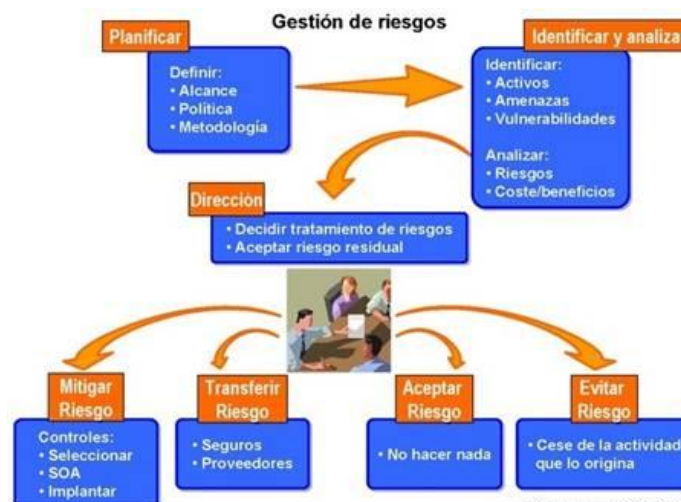 Gestión de riesgos
Planificar
Definir:
• Alcance
• Política
• Metodología
Identificar y analiza
Identificar:
• Activos
• Amenazas
• Vulnerabilidades
Analizar:
• Riesgos
• Coste/beneficios
Dirección
• Decidir tratamiento de riesgos
• Aceptar riesgo residual
Mitigar
Riesgo
Controles:
• Seleccionar
• SOA
• Implantar
Transferir
Riesgo
• Seguros
• Proveedores
Aceptar
Riesgo
• No hacer nada
Evitar
Riesgo
• Cese de la actividad
que lo origina